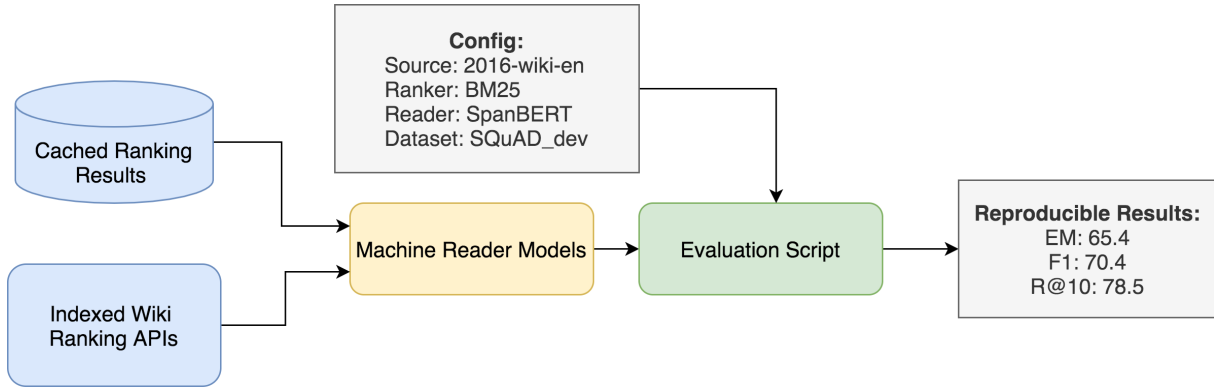 Config:
Source: 2016-wiki-en
Ranker: BM25
Reader: SpanBERT
Dataset: SQuAD_dev
Cached Ranking
Results
Indexed Wiki
Ranking APIs
Machine Reader Models
Evaluation Script
Reproducible Results:
EM: 65.4
F1: 70.4
R@10: 78.5